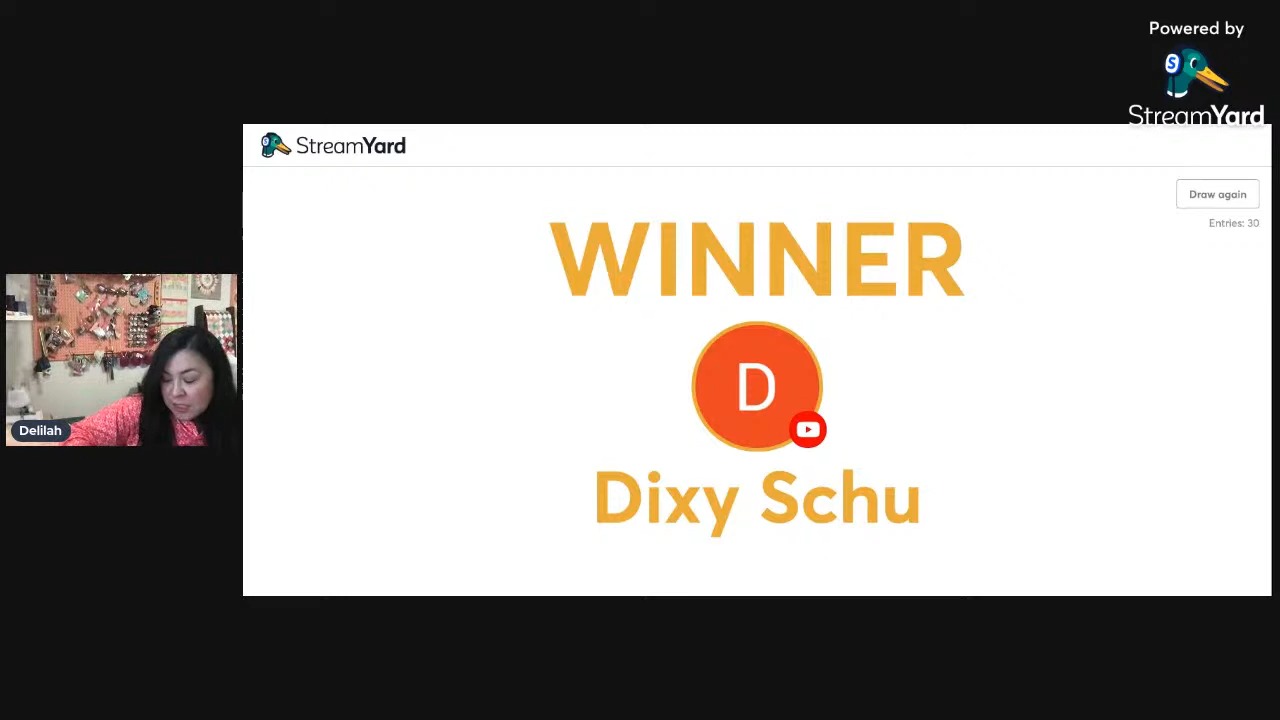 Powered by
StreamYard
StreamYard
Draw again
Entries: 30
WINNER
D
Dixy Schu
Delilah